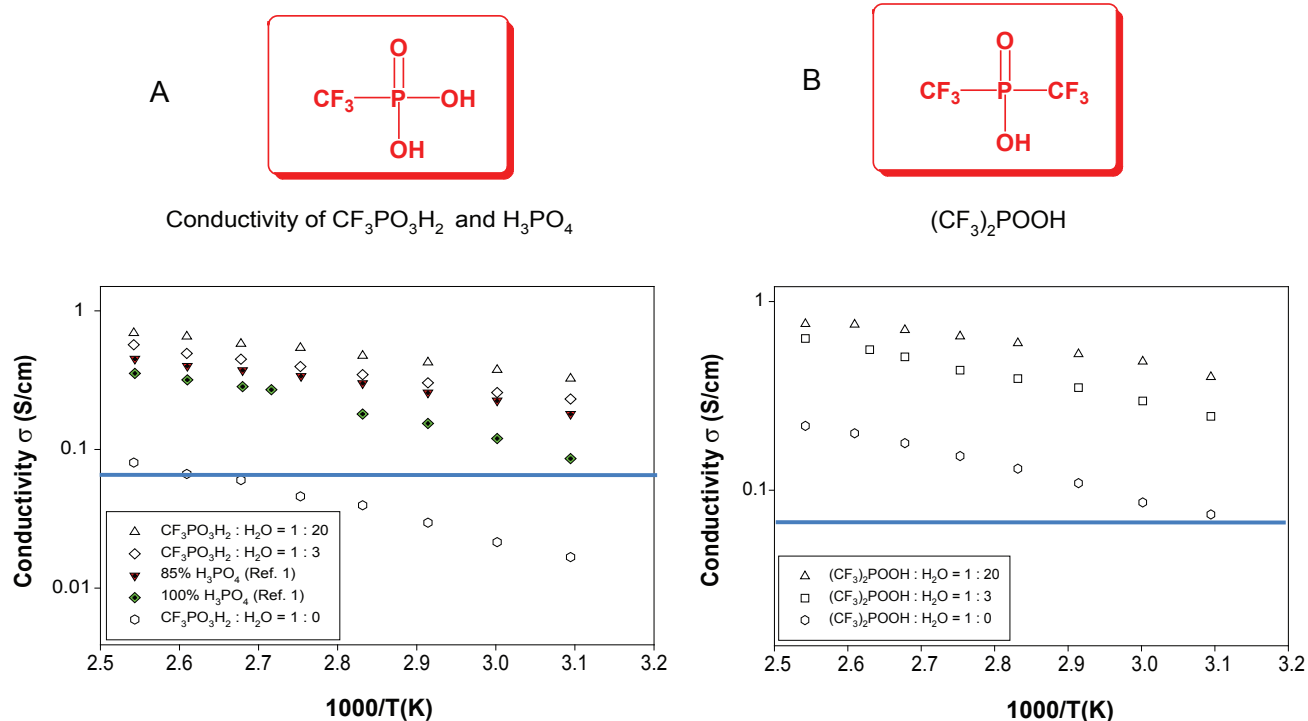 A
O
CF₃ P OH
OH
Conductivity of CF₃PO₃H₂ and H₃PO₄
Conductivity σ (S/cm)
1
0.1
0.01
CF₃PO₃H₂ : H₂O = 1 : 20
CF₃PO₃H₂ : H₂O = 1 : 3
85% H₃PO₄ (Ref. 1)
100% H₃PO₄ (Ref. 1)
CF₃PO₃H₂ : H₂O = 1 : 0
2.5 2.6 2.7 2.8 2.9 3.0 3.1 3.2
1000/T(K)
B
O
CF₃ P CF₃
OH
(CF₃)₂POOH
Conductivity σ (S/cm)
1
0.1
(CF₃)₂POOH : H₂O = 1 : 20
(CF₃)₂POOH : H₂O = 1 : 3
(CF₃)₂POOH : H₂O = 1 : 0
2.5 2.6 2.7 2.8 2.9 3.0 3.1 3.2
1000/T(K)